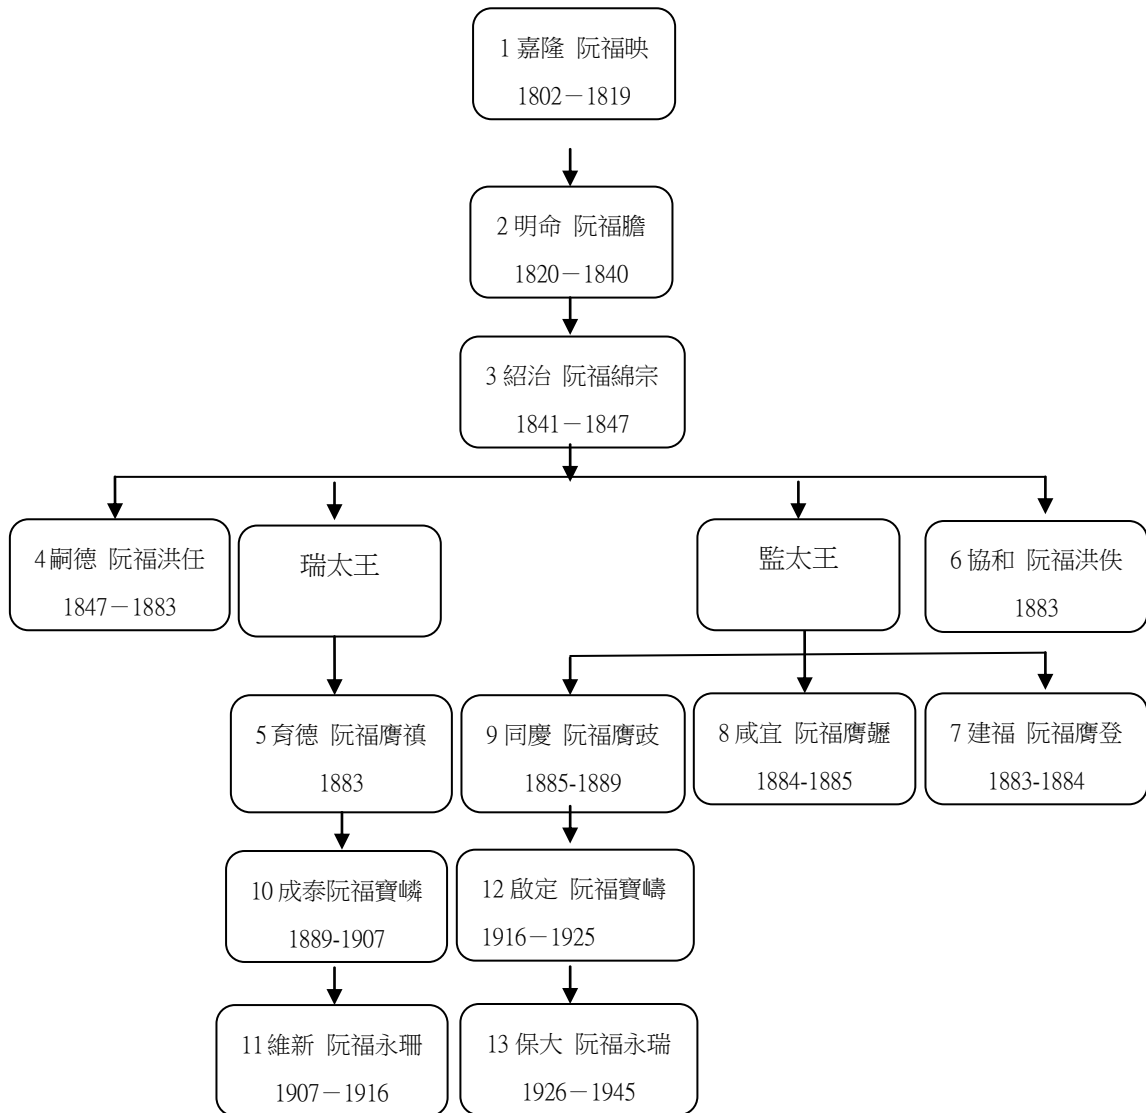 1 嘉隆 阮福映
1802－1819
2 明命 阮福膽
1820－1840
3 紹治 阮福綿宗
1841－1847
4 嗣德 阮福洪任
1847－1883
瑞太王
監太王
6 協和 阮福洪佚
1883
5 育德 阮福膺禛
1883
9 同慶 阮福膺豉
1885-1889
8 咸宜 阮福膺𧰡
1884-1885
7 建福 阮福膺登
1883-1884
10 成泰阮福寶嶙
1889-1907
12 啟定 阮福寶嶹
1916－1925
11 維新 阮福永珊
1907－1916
13 保大 阮福永瑞
1926－1945